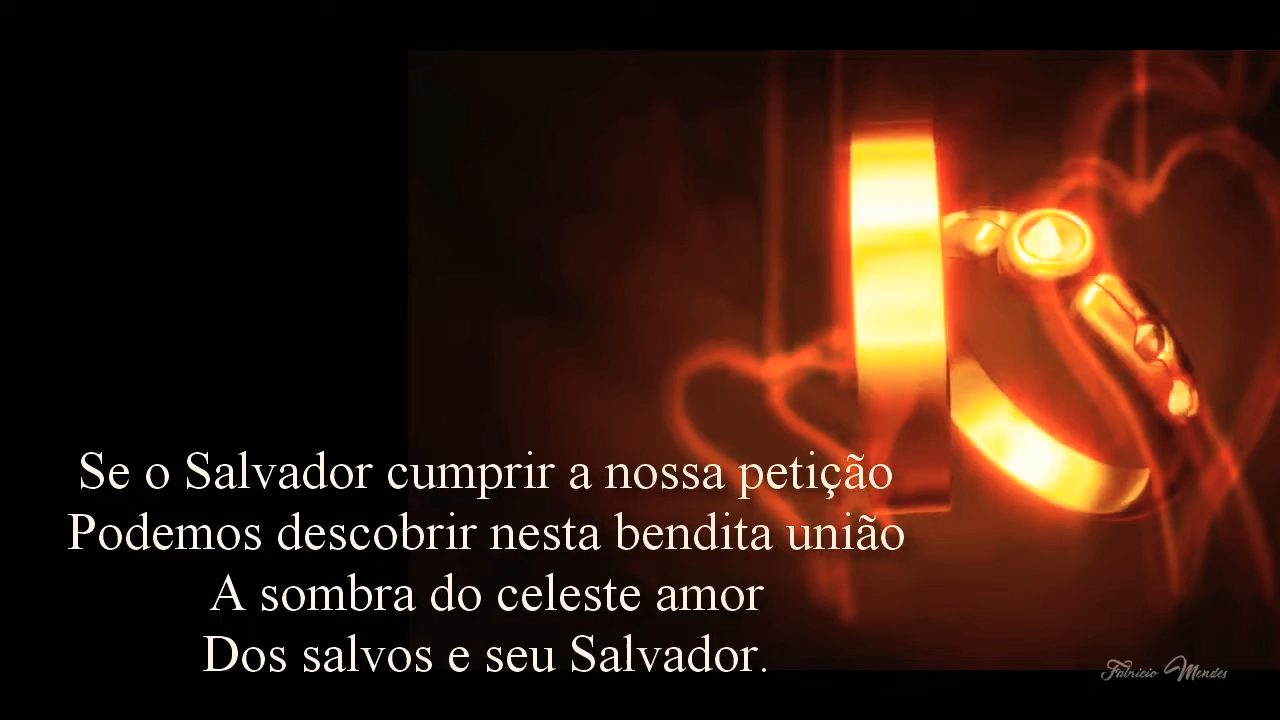 Se o Salvador cumprir a nossa petição
Podemos descobrir nesta bendita união
A sombra do celeste amor
Dos salvos e seu Salvador.
Fabricio Mendes